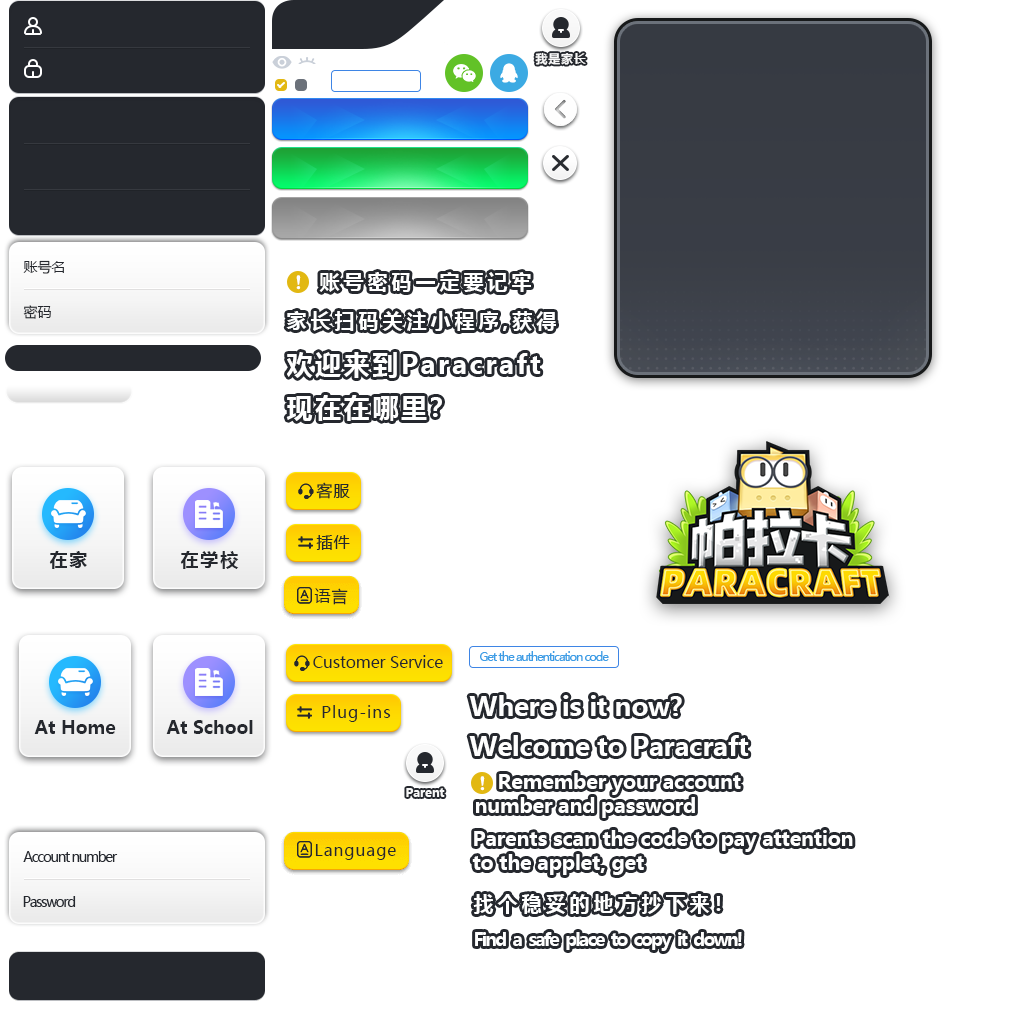 我是家长
账号名
密码
账号密码一定要记牢
家长扫码关注小程序,获得
欢迎来到Paracraft
现在在哪里?
在家
在学校
客服
插件
语言
帕拉卡
PARACRAFT
At Home
At School
Customer Service
Plug-ins
Parent
Get the authentication code
Where is it now?
Welcome to Paracraft
Remember your account
number and password
Parents scan the code to pay attention
to the applet, get
Account number
Password
Language
找个稳妥的地方抄下来!
Find a safe place to copy it down!